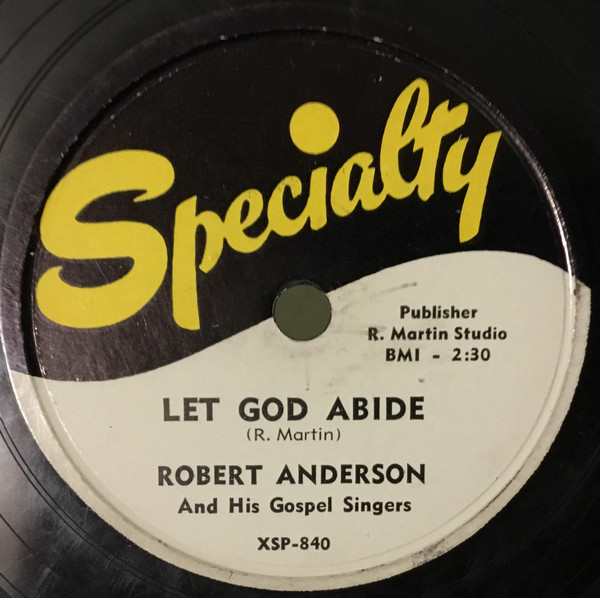 Specialty
Publisher
R. Martin Studio
BMI - 2:30
LET GOD ABIDE
(R. Martin)
ROBERT ANDERSON
And His Gospel Singers
XSP-840